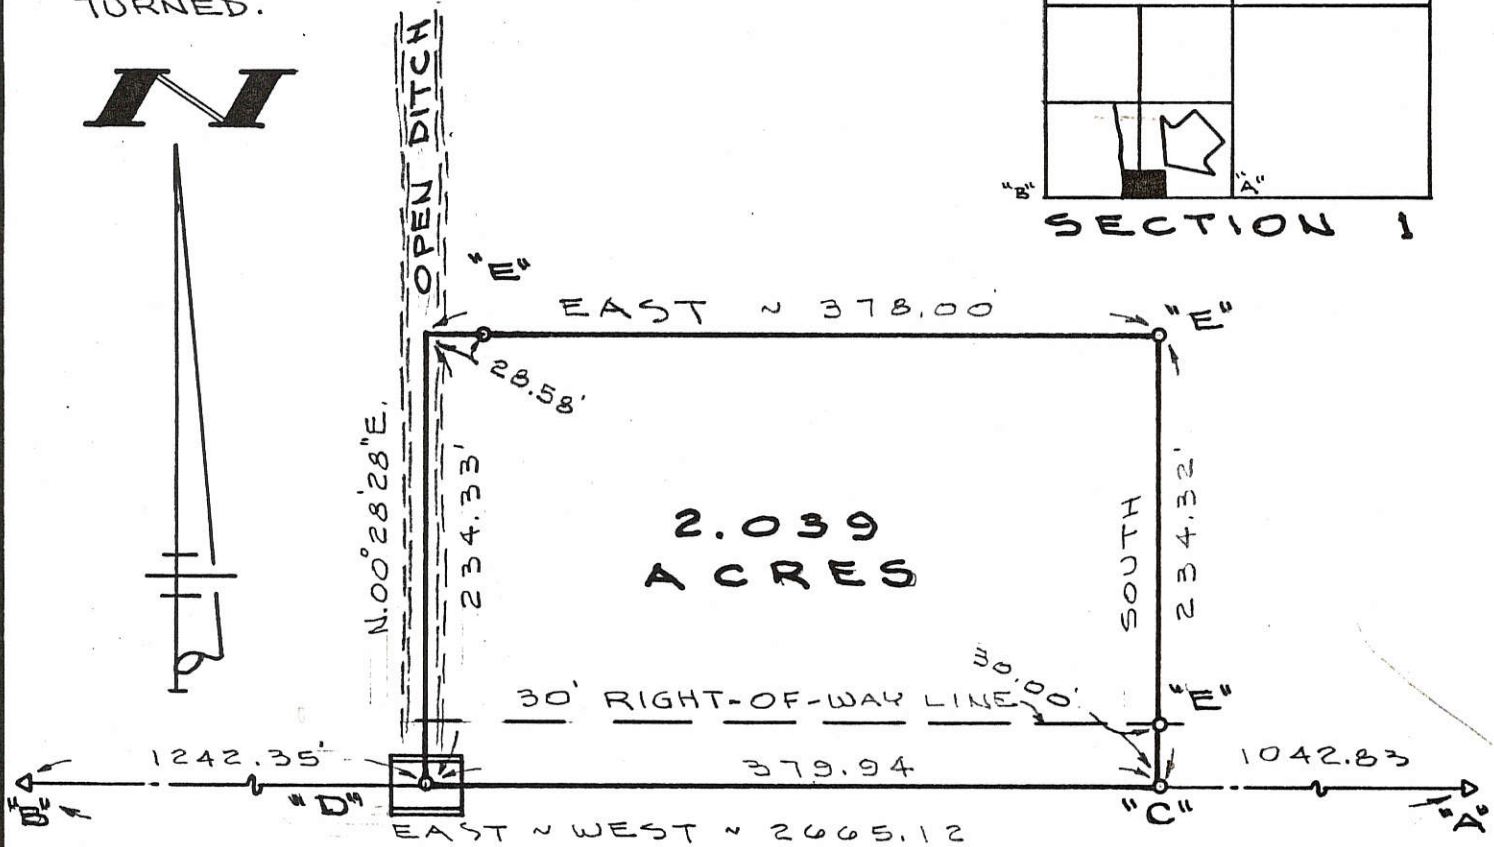 TURNED.
N
OPEN DITCH
"B"
"A"
SECTION 1
"E"
EAST ~ 378.00'
"E"
28.58'
N.00°28'28"E.
234.33'
2.039
ACRES
SOUTH
234.32'
30.00'
30' RIGHT-OF-WAY LINE
"E"
1242.35'
379.94
1042.83
"B"
"D"
"C"
"A"
EAST ~ WEST ~ 2665.12